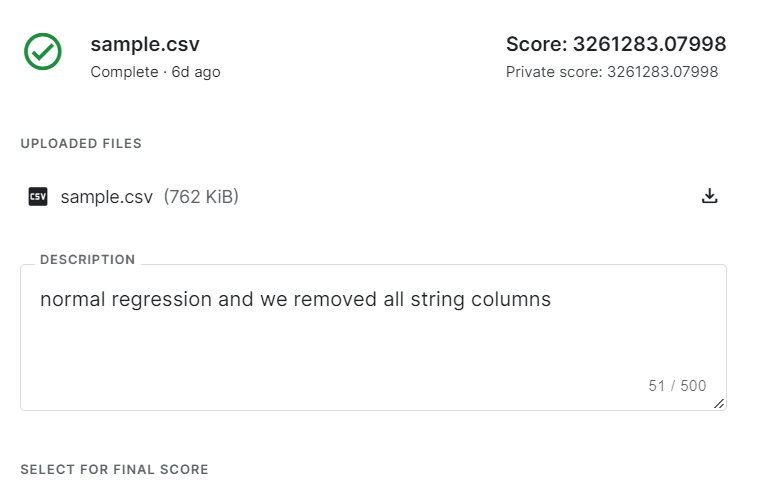 sample.csv
Score: 3261283.07998
Complete · 6d ago
Private score: 3261283.07998
UPLOADED FILES
CSV sample.csv (762 KiB)
DESCRIPTION
normal regression and we removed all string columns
51 / 500
SELECT FOR FINAL SCORE